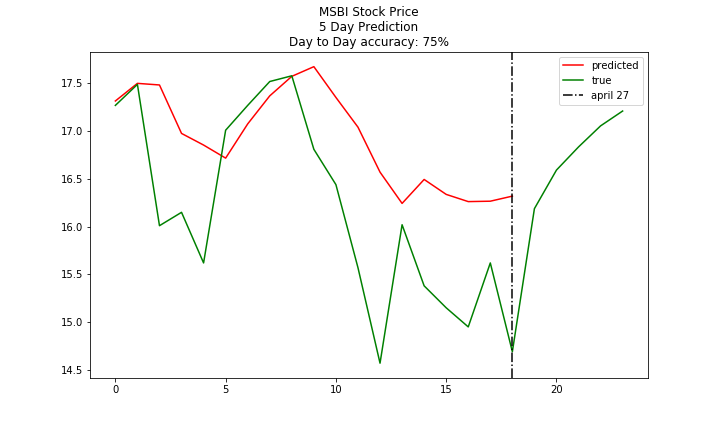 MSBI Stock Price
5 Day Prediction
Day to Day accuracy: 75%
predicted
true
april 27
17.5
17.0
16.5
16.0
15.5
15.0
14.5
0 5 10 15 20